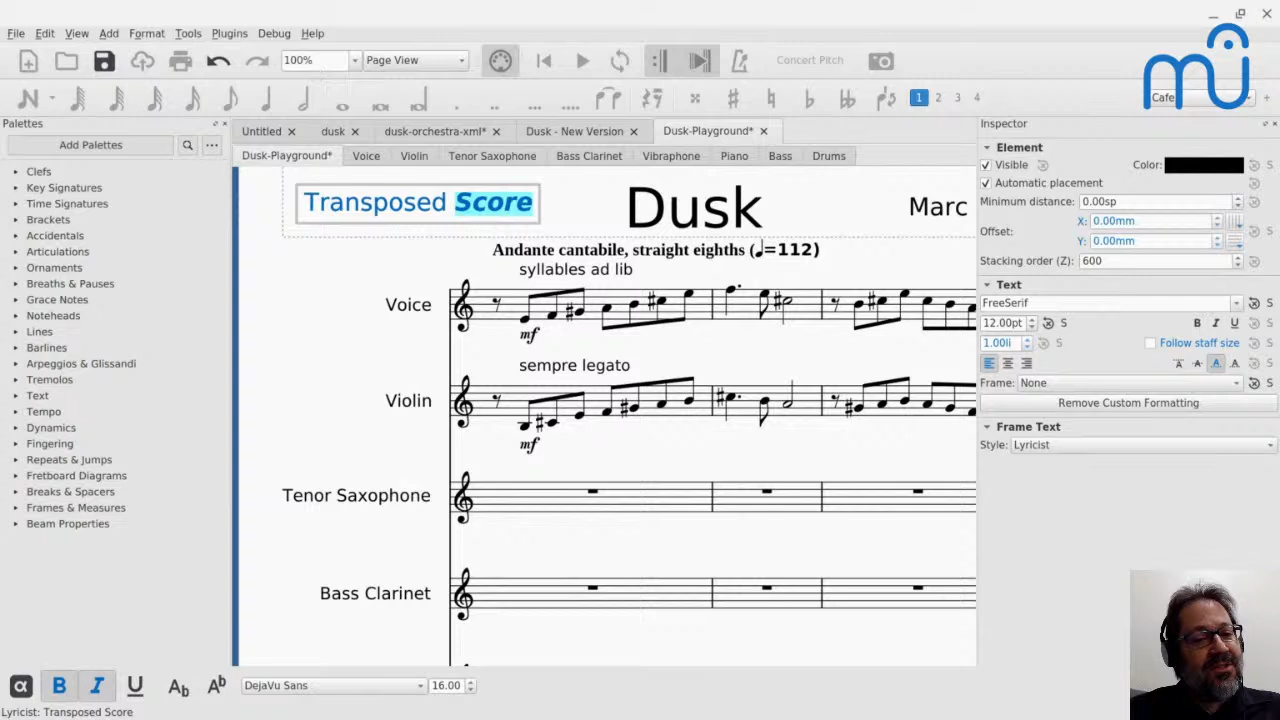 File Edit View Add Format Tools Plugins Debug Help
100% Page View Concert Pitch
1 2 3 4 Cafe
Palettes
Add Palettes
Clefs
Key Signatures
Time Signatures
Brackets
Accidentals
Articulations
Ornaments
Breaths & Pauses
Grace Notes
Noteheads
Lines
Barlines
Arpeggios & Glissandi
Tremolos
Text
Tempo
Dynamics
Fingering
Repeats & Jumps
Fretboard Diagrams
Breaks & Spacers
Frames & Measures
Beam Properties
Untitled dusk dusk-orchestra-xml* Dusk - New Version Dusk-Playground*
Dusk-Playground* Voice Violin Tenor Saxophone Bass Clarinet Vibraphone Piano Bass Drums
Transposed Score Dusk Marc
Andante cantabile, straight eighths (♩=112)
syllables ad lib
Voice
mf
sempre legato
Violin
mf
Tenor Saxophone
Bass Clarinet
Inspector
Element
Visible Color: S
Automatic placement
Minimum distance: 0.00sp S
Offset: X: 0.00mm S
Y: 0.00mm
Stacking order (Z): 600
Text
FreeSerif S
12.00pt S B I U S
1.00li S Follow staff size S
S
Frame: None S
Remove Custom Formatting
Frame Text
Style: Lyricist
α B I U Ab Ab DejaVu Sans 16.00
Lyricist: Transposed Score